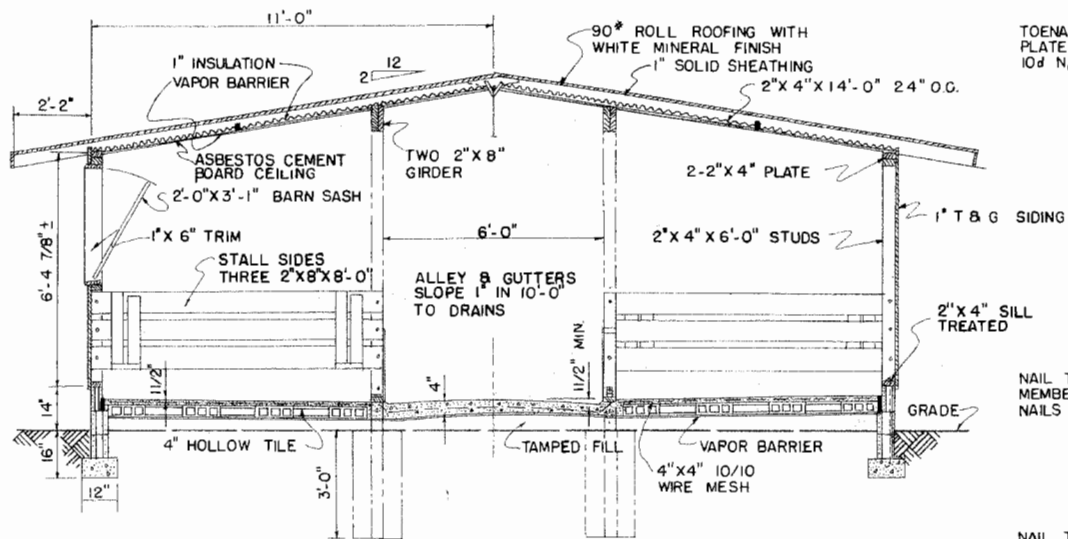 11'-0"
90# ROLL ROOFING WITH
WHITE MINERAL FINISH
1" SOLID SHEATHING
TOENA
PLATE
10d N,
1" INSULATION
VAPOR BARRIER
12
2
2"X 4"X 14'-0" 24" O.C.
2'-2"
ASBESTOS CEMENT
BOARD CEILING
TWO 2"X 8"
GIRDER
2-2"X 4" PLATE
2'-0"X 3'-1" BARN SASH
1"X 6" TRIM
6'-0"
2"X 4"X 6'-0" STUDS
1" T & G SIDING
6'-4 7/8" ±
STALL SIDES
THREE 2"X8"X8'-0"
ALLEY & GUTTERS
SLOPE 1" IN 10'-0"
TO DRAINS
2"X 4" SILL
TREATED
1 1/2"
4"
1 1/2" MIN.
NAIL T
MEMBE
NAILS
14"
GRADE
4" HOLLOW TILE
TAMPED FILL
VAPOR BARRIER
16"
12"
3'-0"
4"X4" 10/10
WIRE MESH
NAIL T